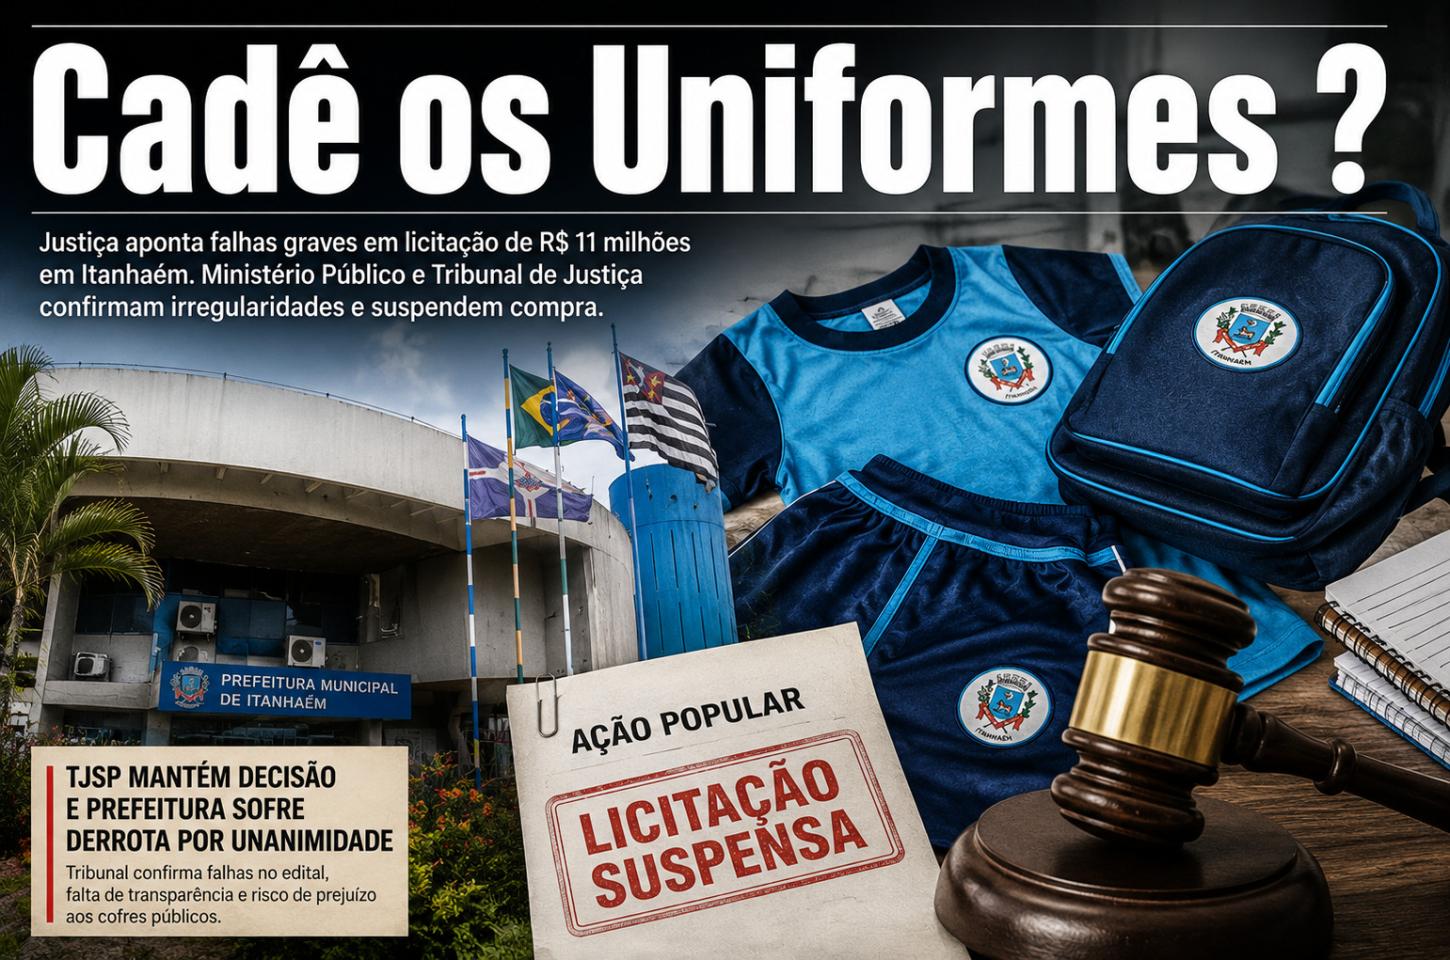 Cadê os Uniformes ?
Justiça aponta falhas graves em licitação de R$ 11 milhões
em Itanhaém. Ministério Público e Tribunal de Justiça
confirmam irregularidades e suspendem compra.
PREFEITURA MUNICIPAL
DE ITANHAËM
AÇÃO POPULAR
LICITAÇÃO
SUSPENSA
TJSP MANTÉM DECISÃO
E PREFEITURA SOFRE
DERROTA POR UNANIMIDADE
Tribunal confirma falhas no edital,
falta de transparência e risco de prejuízo
aos cofres públicos.